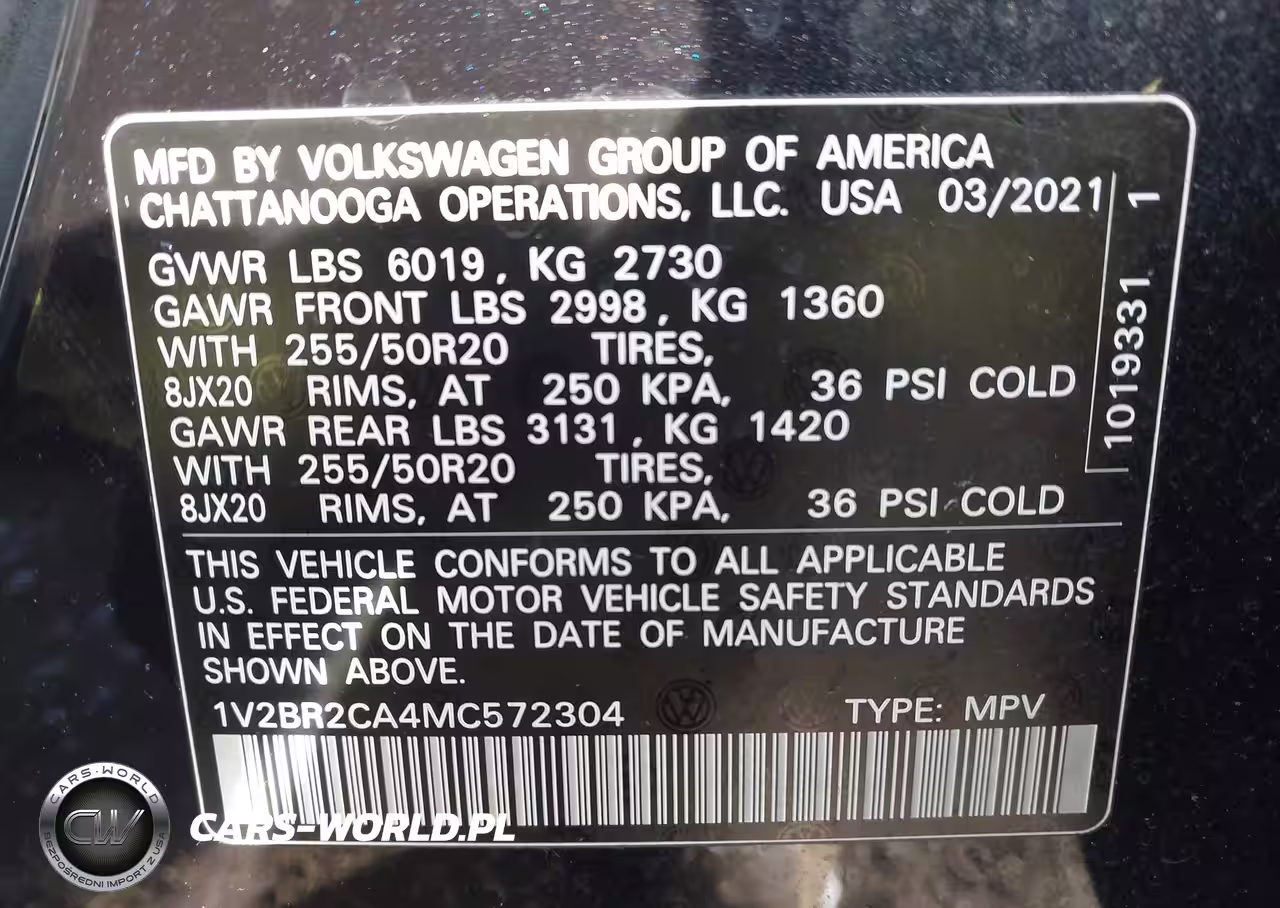 MFD BY VOLKSWAGEN GROUP OF AMERICA
CHATTANOOGA OPERATIONS, LLC. USA 03/2021
GVWR LBS 6019, KG 2730
GAWR FRONT LBS 2998, KG 1360
WITH 255/50R20 TIRES,
8JX20 RIMS, AT 250 KPA, 36 PSI COLD
GAWR REAR LBS 3131, KG 1420
WITH 255/50R20 TIRES,
8JX20 RIMS, AT 250 KPA, 36 PSI COLD
1019331 1
THIS VEHICLE CONFORMS TO ALL APPLICABLE
U.S. FEDERAL MOTOR VEHICLE SAFETY STANDARDS
IN EFFECT ON THE DATE OF MANUFACTURE
SHOWN ABOVE.
1V2BR2CA4MC572304 TYPE: MPV
CARS-WORLD
CW
BEZPOŚREDNI IMPORT Z USA
CARS-WORLD.PL